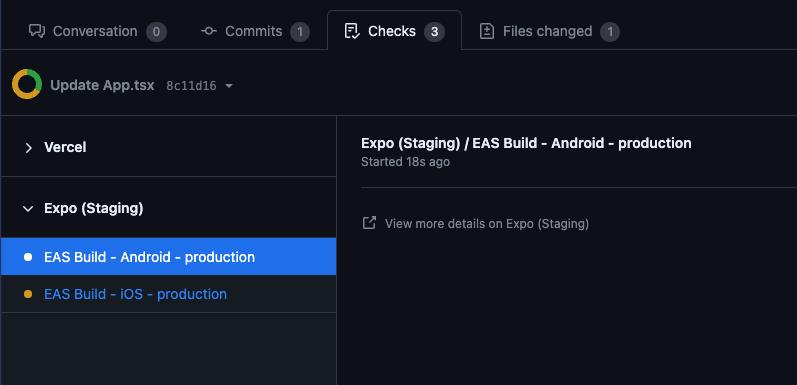 Conversation 0 Commits 1 Checks 3 Files changed 1
Update App.tsx 8c11d16
Vercel
Expo (Staging)
EAS Build - Android - production
EAS Build - iOS - production
Expo (Staging) / EAS Build - Android - production
Started 18s ago
View more details on Expo (Staging)